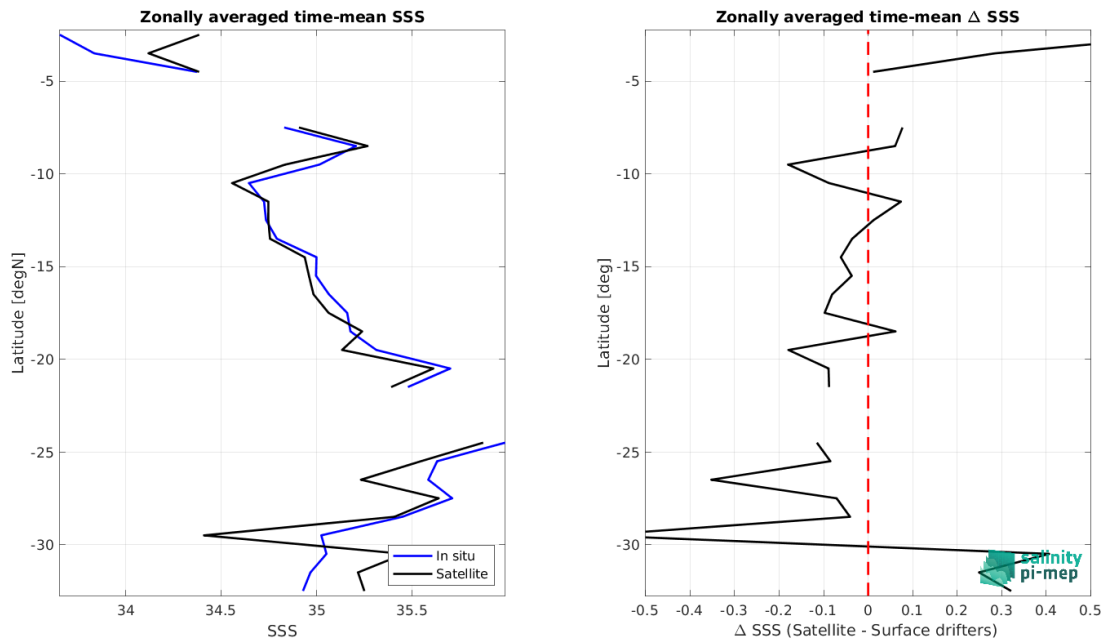 Zonally averaged time-mean SSS
-5
-10
-15
-20
-25
-30
Latitude [degN]
34
34.5
35
35.5
SSS
In situ
Satellite
Zonally averaged time-mean Δ SSS
-5
-10
-15
-20
-25
-30
Latitude [deg]
-0.5
-0.4
-0.3
-0.2
-0.1
0
0.1
0.2
0.3
0.4
0.5
Δ SSS (Satellite - Surface drifters)
salinity
pi-mep